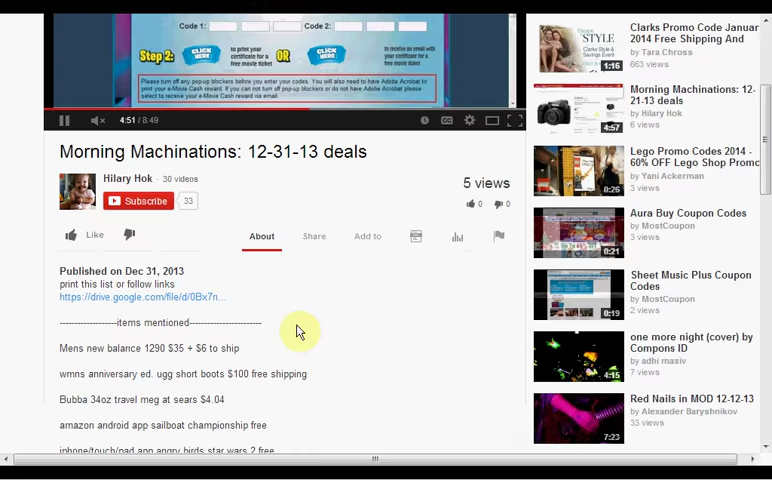 Code 1:
Code 2:
Step 2:
CLICK HERE
to print your certificate for a free movie ticket
OR
CLICK HERE
to receive an email with your certificate for a free movie ticket
Please turn off any pop-up blockers before you enter your codes. You will also need to have Adobe Acrobat to
print your e-Movie Cash reward. If you can not turn off pop-up blockers or do not have Adobe Acrobat please
select to receive your e-Movie Cash reward via email.
4:51 / 8:49
Morning Machinations: 12-31-13 deals
Hilary Hok · 30 videos
Subscribe 33
5 views
0 0
Like
About
Share
Add to
Published on Dec 31, 2013
print this list or follow links
https://drive.google.com/file/d/0Bx7n...
-------------------items mentioned------------------------
Mens new balance 1290 $35 + $6 to ship
wmns anniversary ed. ugg short boots $100 free shipping
Bubba 34oz travel meg at sears $4.04
amazon android app sailboat championship free
iphone/touch/pad app angry birds star wars 2 free
STYLE
1:16
Clarks Promo Code Januar
2014 Free Shipping And
by Tara Chross
663 views
4:57
Morning Machinations: 12-
21-13 deals
by Hilary Hok
6 views
0:26
Lego Promo Codes 2014 -
60% OFF Lego Shop Promo
by Yani Ackerman
3 views
0:21
Aura Buy Coupon Codes
by MostCoupon
3 views
0:19
Sheet Music Plus Coupon
Codes
by MostCoupon
2 views
4:15
one more night (cover) by
Compons ID
by adhi masiv
7 views
7:23
Red Nails in MOD 12-12-13
by Alexander Baryshnikov
33 views